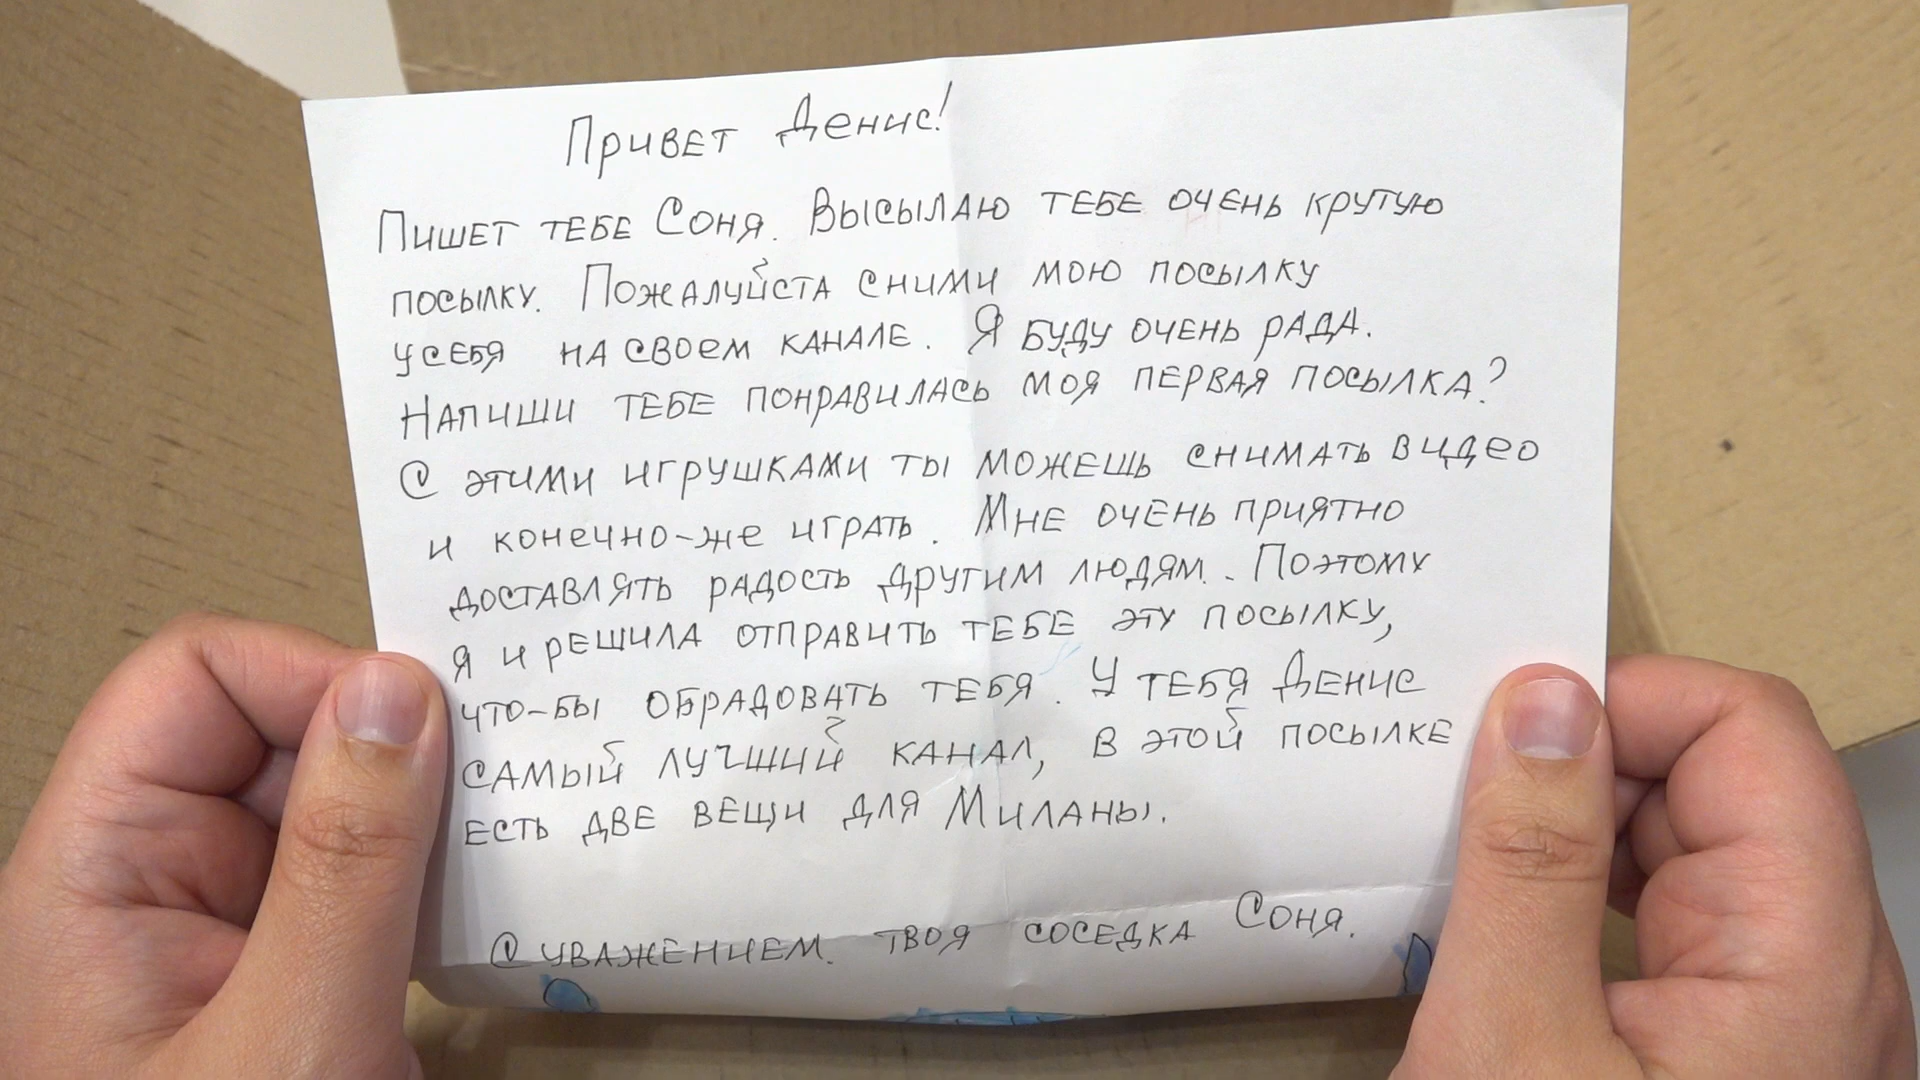 Привет Денис!
Пишет тебе Соня. Высылаю тебе очень крутую
посылку. Пожалуйста сними мою посылку
у себя на своем канале. Я буду очень рада.
Напиши тебе понравилась моя первая посылка?
С этими игрушками ты можешь снимать видео
и конечно-же играть. Мне очень приятно
доставлять радость другим людям. Поэтому
я и решила отправить тебе эту посылку,
что-бы обрадовать тебя. У тебя Денис
самый лучший канал, в этой посылке
есть две вещи для Миланы.
С уважением. твоя соседка Соня.